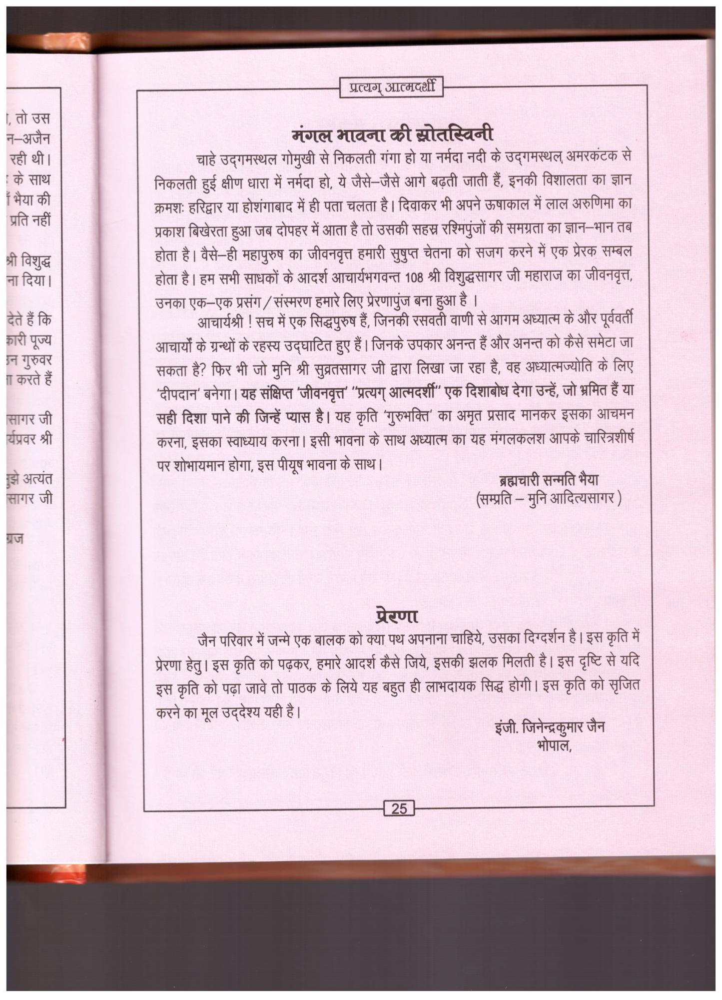 , तो उस
न–अजैन
रही थी।
के साथ
भैया की
प्रति नहीं
श्री विशुद्ध
ना दिया।
देते हैं कि
कारी पूज्य
उन गुरुवर
करते हैं
सागर जी
र्यप्रवर श्री
मुझे अत्यंत
सागर जी
ग्रज
प्रत्यग् आत्मदर्शी
मंगल भावना की स्रोतस्विनी
चाहे उद्‌गमस्थल गोमुखी से निकलती गंगा हो या नर्मदा नदी के उद्‌गमस्थल् अमरकंटक से
निकलती हुई क्षीण धारा में नर्मदा हो, ये जैसे–जैसे आगे बढ़ती जाती हैं, इनकी विशालता का ज्ञान
क्रमशः हरिद्वार या होशंगाबाद में ही पता चलता है। दिवाकर भी अपने ऊषाकाल में लाल अरुणिमा का
प्रकाश बिखेरता हुआ जब दोपहर में आता है तो उसकी सहस्र रश्मिपुंजों की समग्रता का ज्ञान–भान तब
होता है। वैसे–ही महापुरुष का जीवनवृत्त हमारी सुषुप्त चेतना को सजग करने में एक प्रेरक सम्बल
होता है। हम सभी साधकों के आदर्श आचार्यभगवन्त 108 श्री विशुद्धसागर जी महाराज का जीवनवृत्त,
उनका एक–एक प्रसंग / संस्मरण हमारे लिए प्रेरणापुंज बना हुआ है ।
आचार्यश्री ! सच में एक सिद्धपुरुष हैं, जिनकी रसवती वाणी से आगम अध्यात्म के और पूर्ववर्ती
आचार्यों के ग्रन्थों के रहस्य उद्‌घाटित हुए हैं। जिनके उपकार अनन्त हैं और अनन्त को कैसे समेटा जा
सकता है? फिर भी जो मुनि श्री सुव्रतसागर जी द्वारा लिखा जा रहा है, वह अध्यात्मज्योति के लिए
'दीपदान' बनेगा। यह संक्षिप्त 'जीवनवृत्त' "प्रत्यग् आत्मदर्शी" एक दिशाबोध देगा उन्हें, जो भ्रमित हैं या
सही दिशा पाने की जिन्हें प्यास है। यह कृति 'गुरुभक्ति' का अमृत प्रसाद मानकर इसका आचमन
करना, इसका स्वाध्याय करना। इसी भावना के साथ अध्यात्म का यह मंगलकलश आपके चारित्रशीर्ष
पर शोभायमान होगा, इस पीयूष भावना के साथ।
ब्रह्मचारी सन्मति भैया
(सम्प्रति – मुनि आदित्यसागर )
प्रेरणा
जैन परिवार में जन्मे एक बालक को क्या पथ अपनाना चाहिये, उसका दिग्दर्शन है। इस कृति में
प्रेरणा हेतु। इस कृति को पढ़कर, हमारे आदर्श कैसे जिये, इसकी झलक मिलती है। इस दृष्टि से यदि
इस कृति को पढ़ा जावे तो पाठक के लिये यह बहुत ही लाभदायक सिद्ध होगी। इस कृति को सृजित
करने का मूल उद्‌देश्य यही है।
इंजी. जिनेन्द्रकुमार जैन
भोपाल,
25